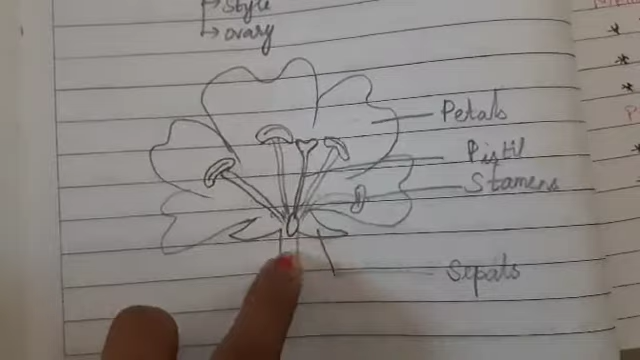 → style
→ ovary
Petals
Pistil
Stamens
Sepals